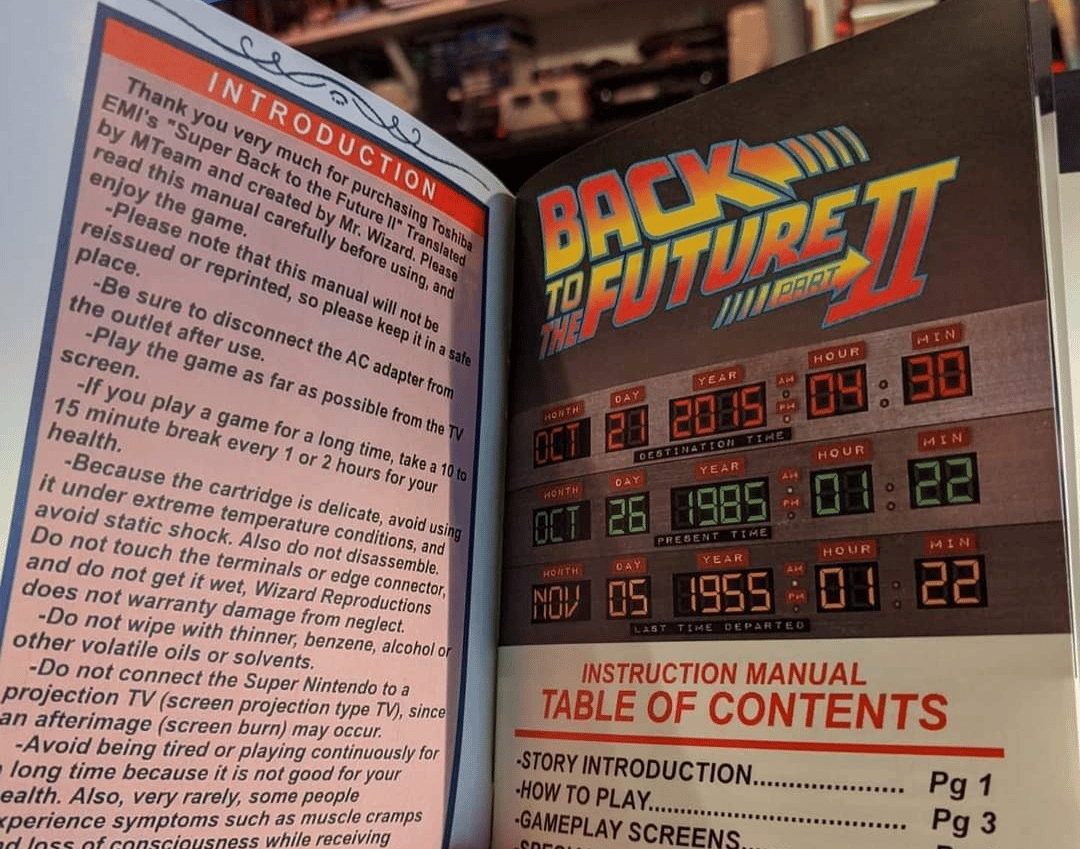 INTRODUCTION
Thank you very much for purchasing Toshiba
EMI's "Super Back to the Future II" Translated
by MTeam and created by Mr. Wizard. Please
read this manual carefully before using, and
enjoy the game.
-Please note that this manual will not be
reissued or reprinted, so please keep it in a safe
place.
-Be sure to disconnect the AC adapter from
the outlet after use.
-Play the game as far as possible from the TV
screen.
-If you play a game for a long time, take a 10 to
15 minute break every 1 or 2 hours for your
health.
-Because the cartridge is delicate, avoid using
it under extreme temperature conditions, and
avoid static shock. Also do not disassemble.
Do not touch the terminals or edge connector,
and do not get it wet, Wizard Reproductions
does not warranty damage from neglect.
-Do not wipe with thinner, benzene, alcohol or
other volatile oils or solvents.
-Do not connect the Super Nintendo to a
projection TV (screen projection type TV), since
an afterimage (screen burn) may occur.
-Avoid being tired or playing continuously for
long time because it is not good for your
ealth. Also, very rarely, some people
xperience symptoms such as muscle cramps
nd loss of consciousness while receiving
BACK
TO THE FUTURE
PART II
MONTH DAY YEAR AM HOUR MIN
OCT 21 2015 PM 04 : 30
DESTINATION TIME
MONTH DAY YEAR AM HOUR MIN
OCT 26 1985 PM 01 : 22
PRESENT TIME
MONTH DAY YEAR AM HOUR MIN
NOV 05 1955 PM 01 : 22
LAST TIME DEPARTED
INSTRUCTION MANUAL
TABLE OF CONTENTS
-STORY INTRODUCTION.................... Pg 1
-HOW TO PLAY................................. Pg 3
-GAMEPLAY SCREENS......